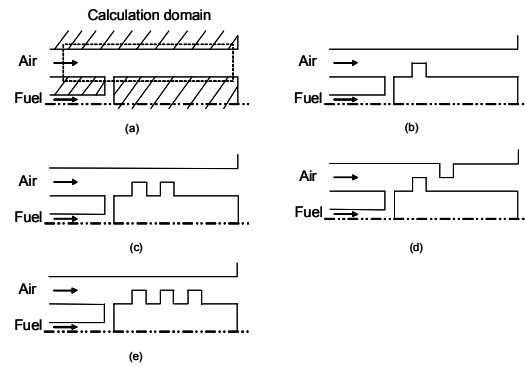 Calculation domain
Air
Fuel
(a)
Air
Fuel
(b)
Air
Fuel
(c)
Air
Fuel
(d)
Air
Fuel
(e)